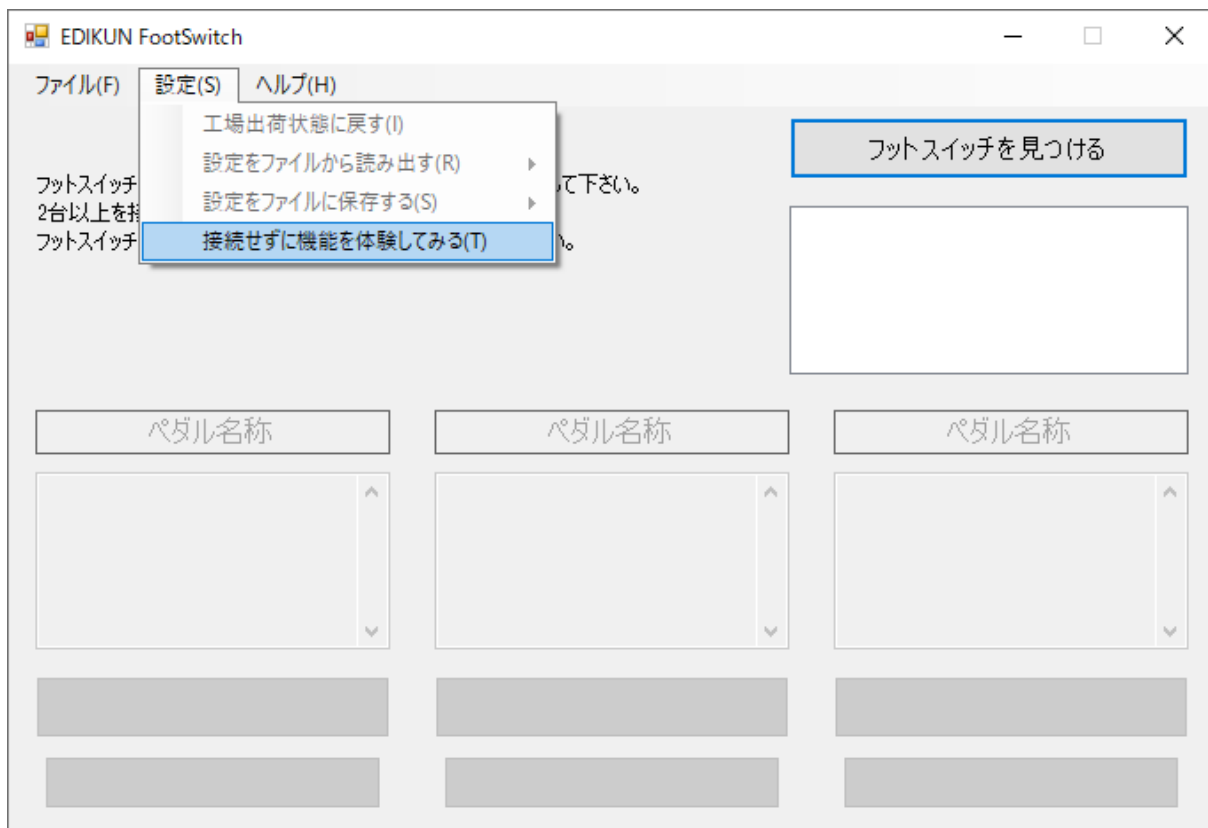 EDIKUN FootSwitch
ファイル(F) 設定(S) ヘルプ(H)
工場出荷状態に戻す(I)
設定をファイルから読み出す(R)
設定をファイルに保存する(S)
接続せずに機能を体験してみる(T)
フットスイッチを見つける
フットスイッチ
て下さい。
2台以上を
フットスイッチ
ペダル名称
ペダル名称
ペダル名称